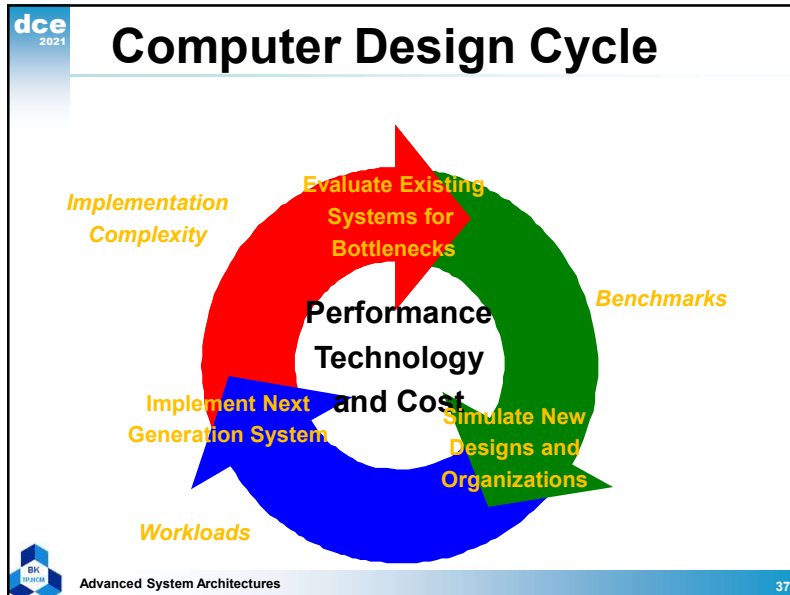 dce
2021
Computer Design Cycle
Implementation
Complexity
Evaluate Existing
Systems for
Bottlenecks
Benchmarks
Performance
Technology
and Cost
Implement Next
Generation System
Simulate New
Designs and
Organizations
Workloads
BK
TP.HCM
Advanced System Architectures
37